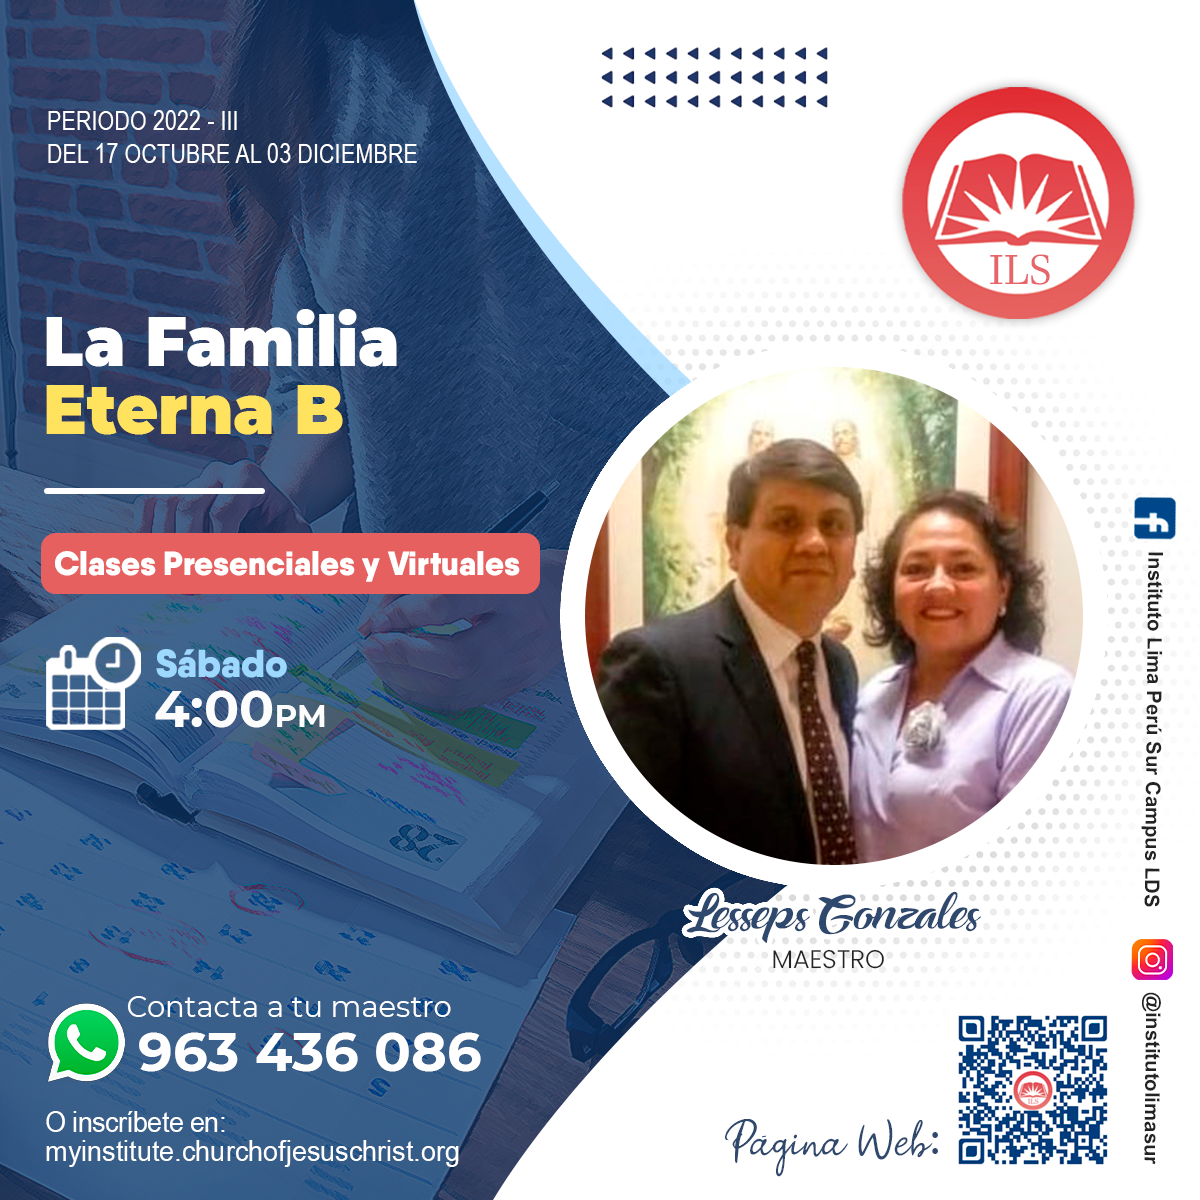 PERIODO 2022 - III
DEL 17 OCTUBRE AL 03 DICIEMBRE
ILS
La Familia
Eterna B
Clases Presenciales y Virtuales
Sábado
4:00PM
28
Lesseps Gonzales
MAESTRO
Contacta a tu maestro
963 436 086
O inscríbete en:
myinstitute.churchofjesuschrist.org
Página Web:
ILS
Instituto Lima Perú Sur Campus LDS
@institutolimasur